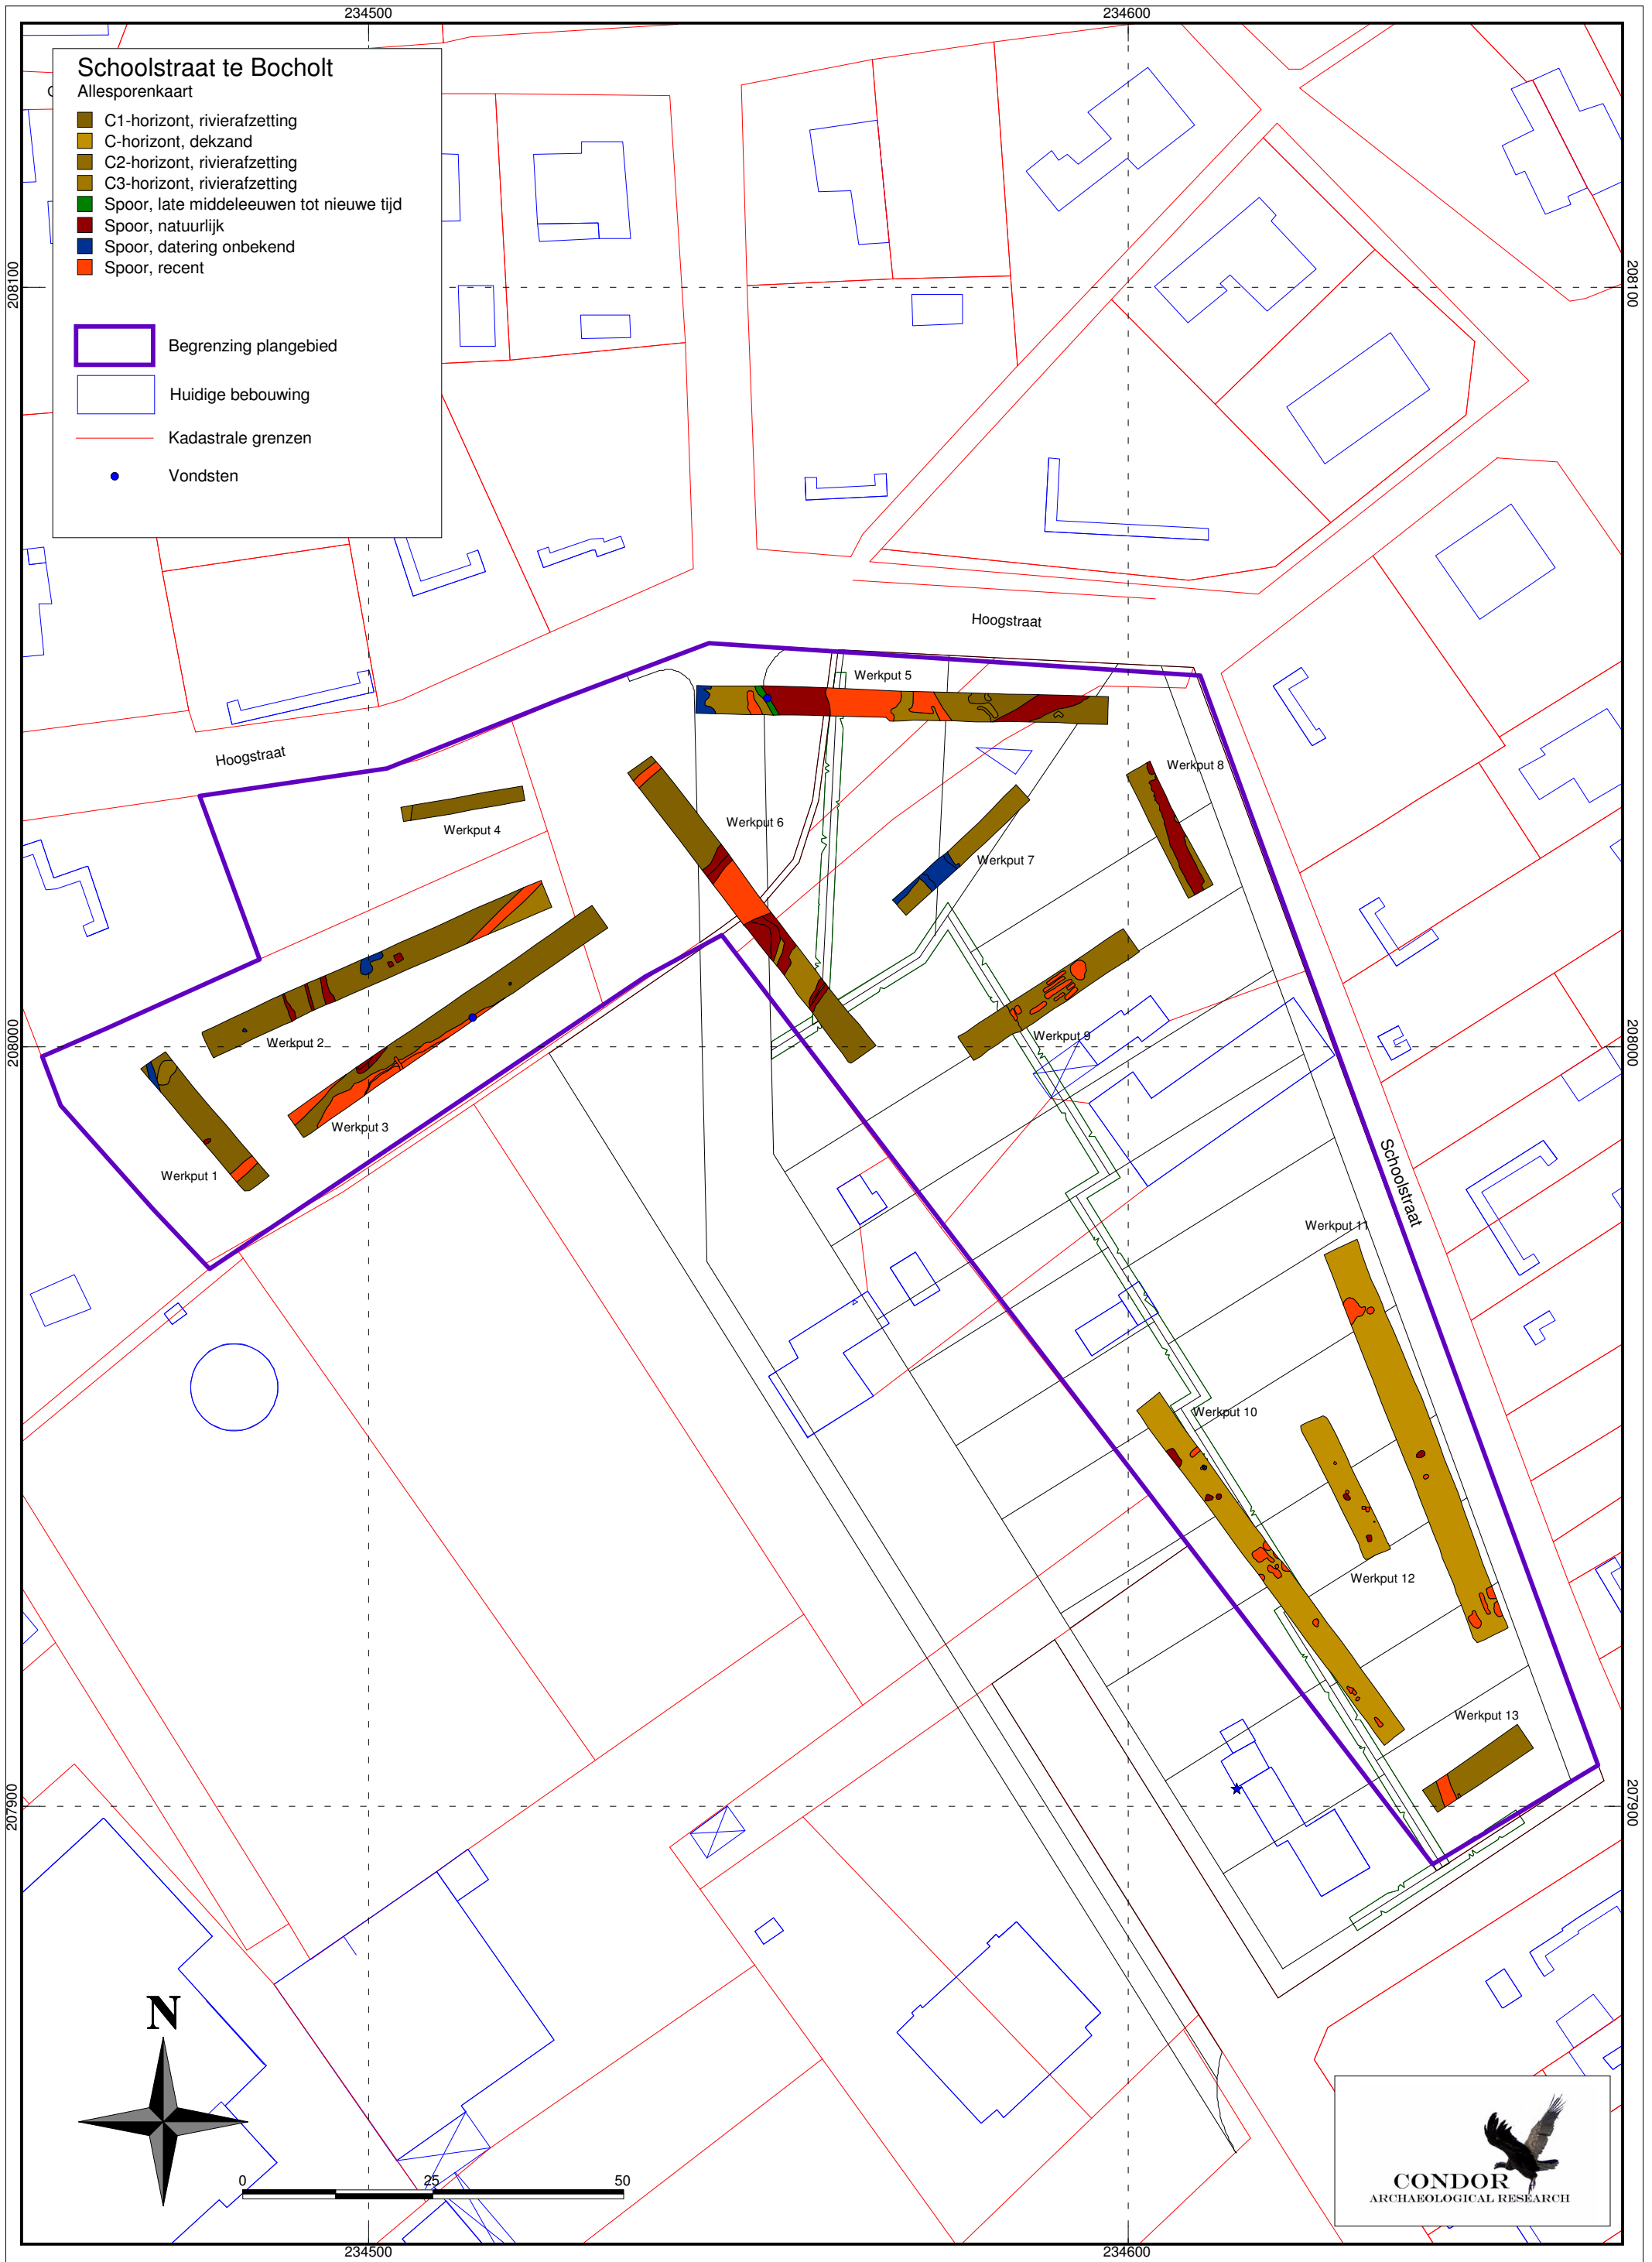 234500
234600
Schoolstraat te Bocholt
Allesporenkaart
C1-horizont, rivierafzetting
C-horizont, dekzand
C2-horizont, rivierafzetting
C3-horizont, rivierafzetting
Spoor, late middeleeuwen tot nieuwe tijd
Spoor, natuurlijk
Spoor, datering onbekend
Spoor, recent
Begrenzing plangebied
Huidige bebouwing
Kadastrale grenzen
Vondsten
208100
208100
Hoogstraat
Werkput 5
Hoogstraat
Werkput 8
Werkput 6
Werkput 4
Werkput 7
Werkput 2
Werkput 9
208000
208000
Werkput 3
Werkput 1
Schoolstraat
Werkput 11
Werkput 10
Werkput 12
Werkput 13
207900
207900
N
0 25 50
CONDOR
ARCHAEOLOGICAL RESEARCH
234500
234600